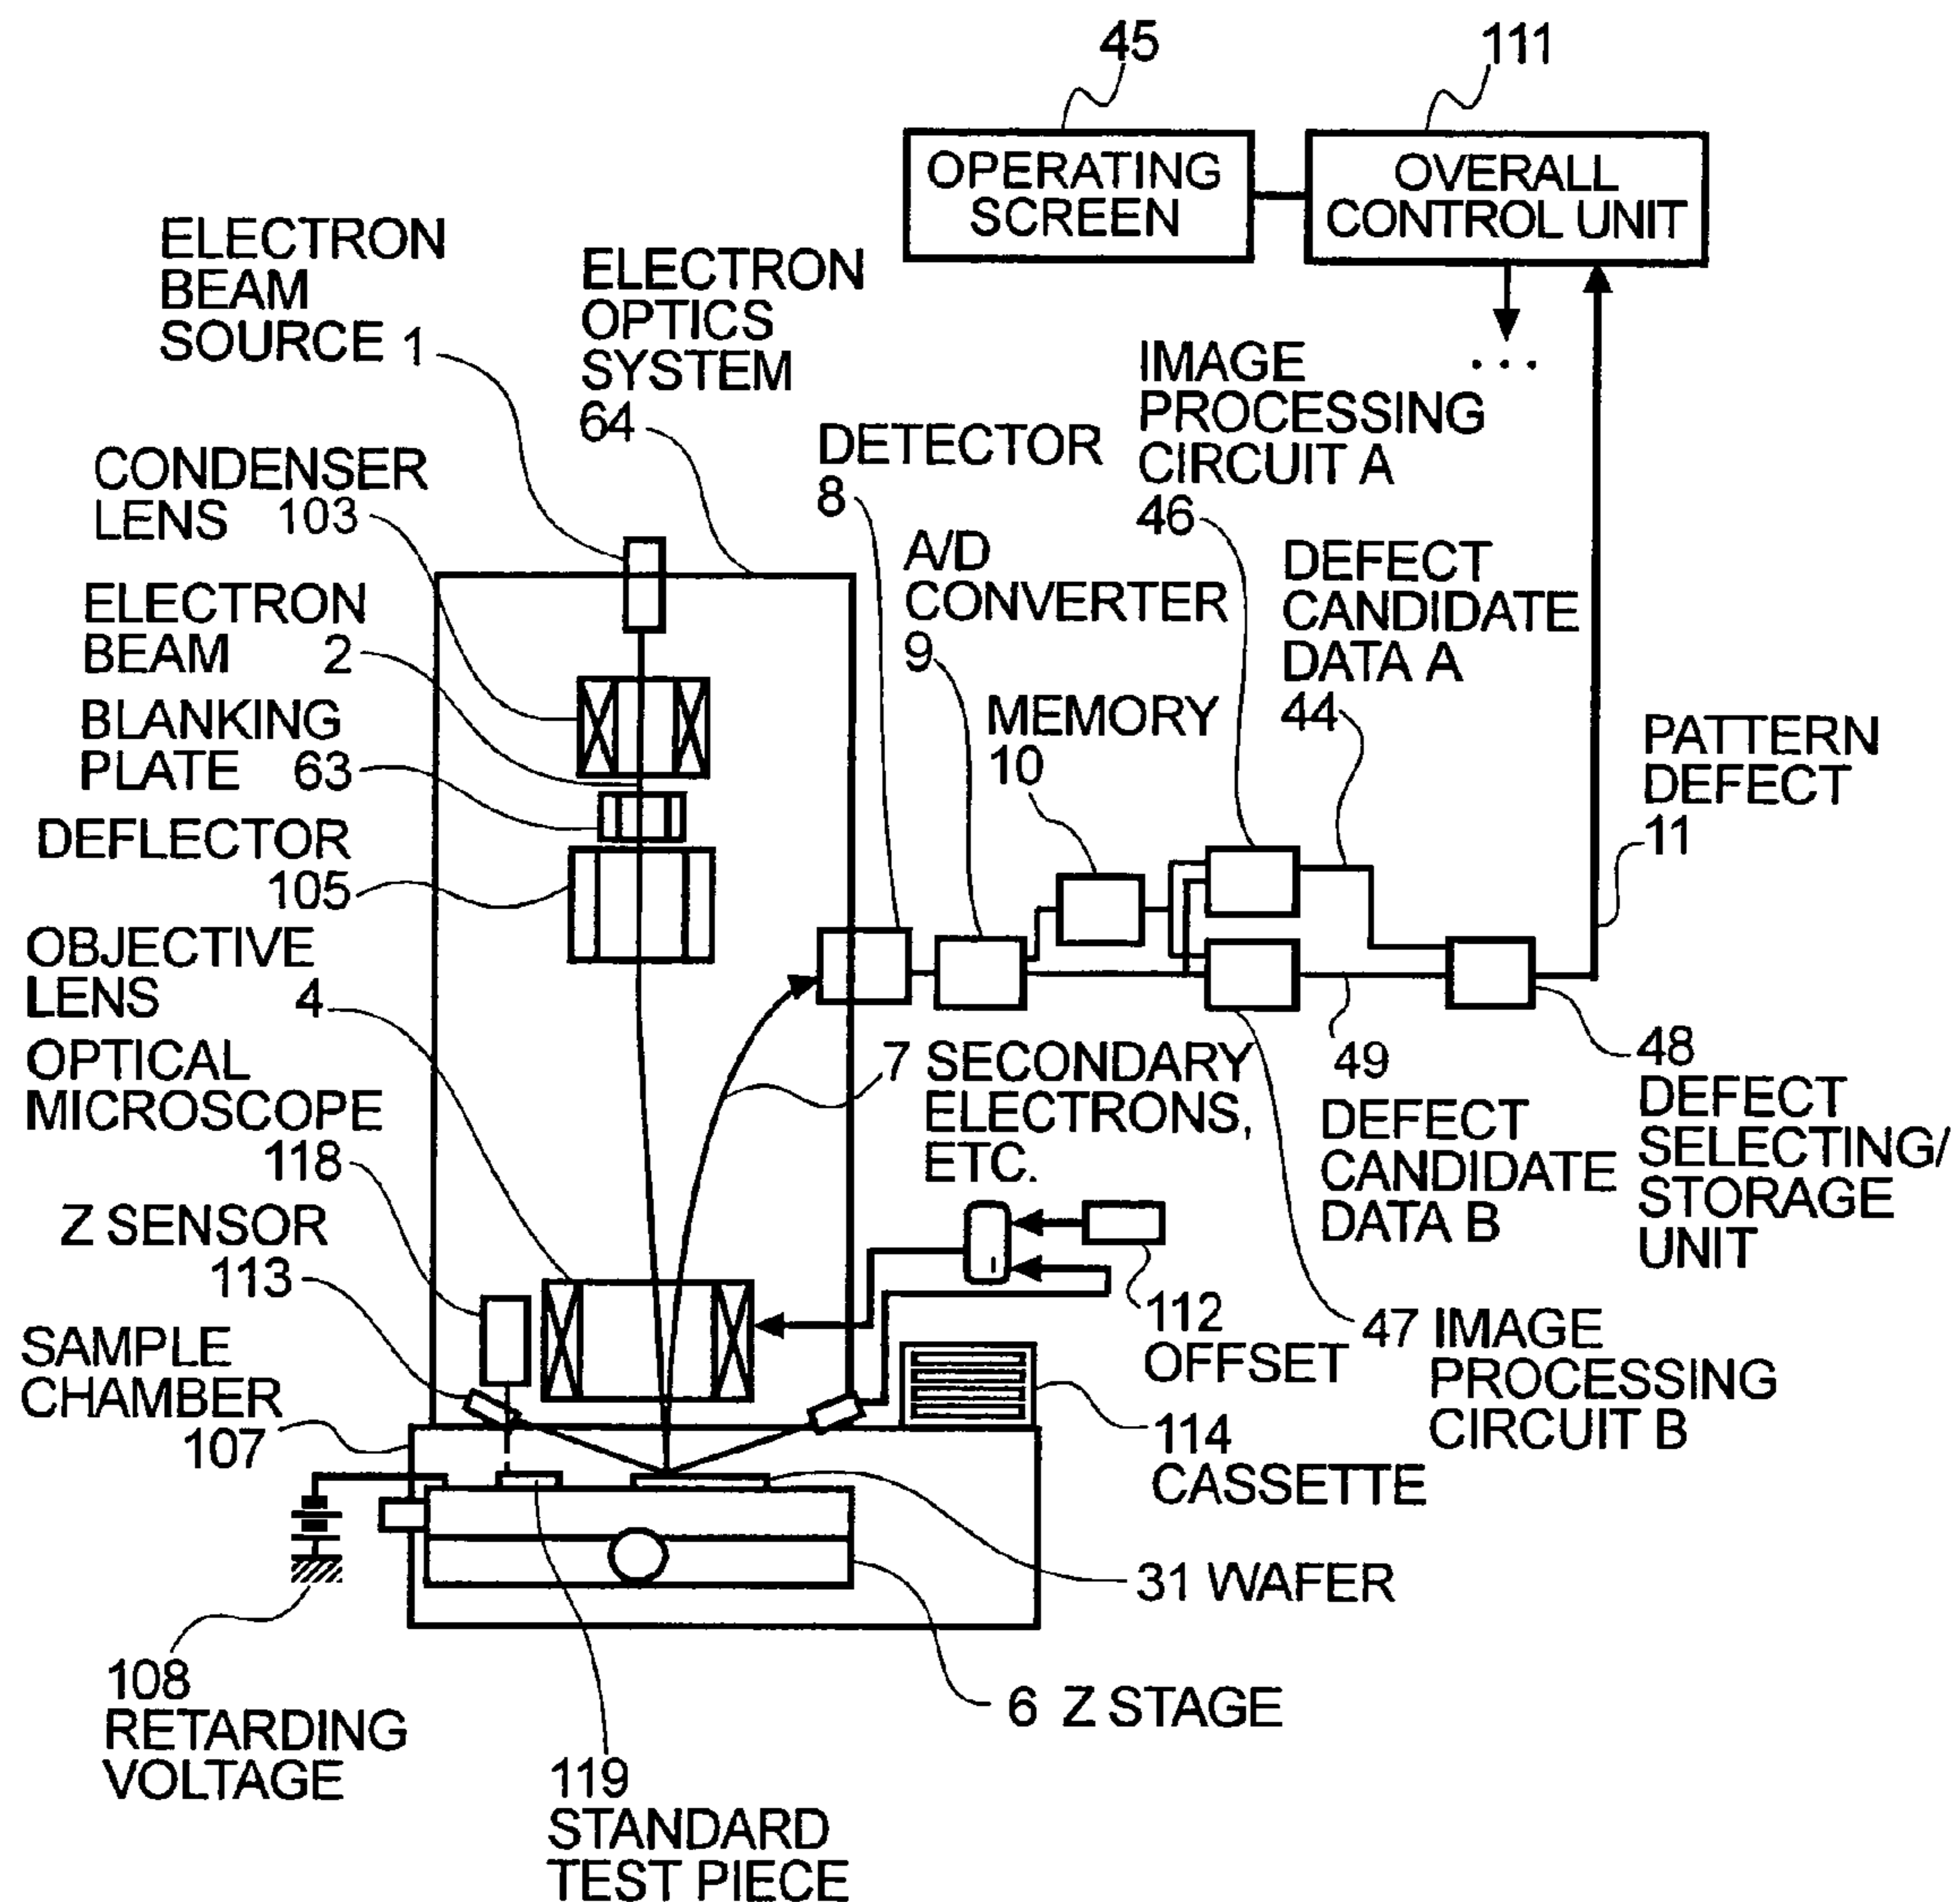 45
111
OPERATING
SCREEN
OVERALL
CONTROL UNIT
ELECTRON
BEAM
SOURCE 1
ELECTRON
OPTICS
SYSTEM
64
IMAGE
PROCESSING
CIRCUIT A
46
...
DETECTOR
8
CONDENSER
LENS 103
A/D
CONVERTER
9
DEFECT
CANDIDATE
DATA A
44
ELECTRON
BEAM 2
MEMORY
10
PATTERN
DEFECT
11
BLANKING
PLATE 63
DEFLECTOR
105
OBJECTIVE
LENS 4
OPTICAL
MICROSCOPE
118
7 SECONDARY
ELECTRONS,
ETC.
49
DEFECT
CANDIDATE
DATA B
48
DEFECT
SELECTING/
STORAGE
UNIT
Z SENSOR
113
112
OFFSET
47 IMAGE
PROCESSING
CIRCUIT B
SAMPLE
CHAMBER
107
114
CASSETTE
31 WAFER
108
RETARDING
VOLTAGE
6 Z STAGE
119
STANDARD
TEST PIECE